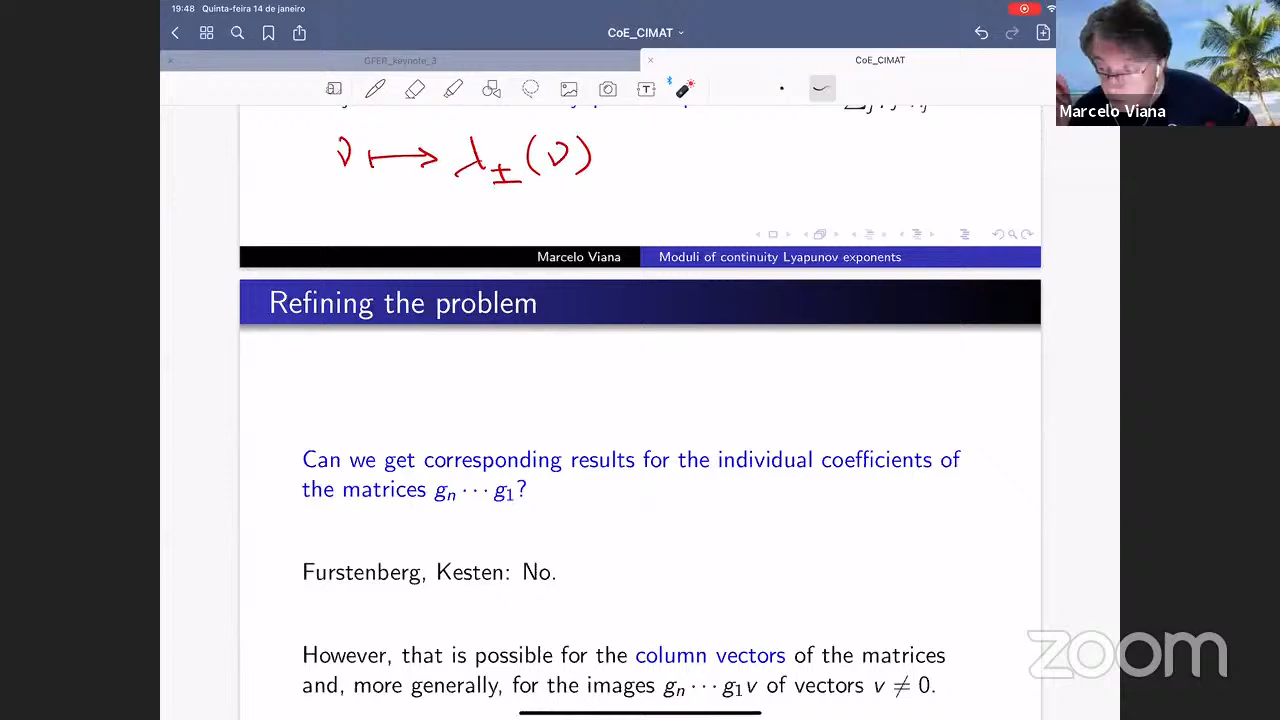 19:48 Quinta-feira 14 de janeiro
CoE_CIMAT
GFER_keynote_3
CoE_CIMAT
Marcelo Viana
ν ⟼ λ±(ν)
Marcelo Viana
Moduli of continuity Lyapunov exponents
Refining the problem
Can we get corresponding results for the individual coefficients of
the matrices gₙ ⋯ g₁?
Furstenberg, Kesten: No.
However, that is possible for the column vectors of the matrices
and, more generally, for the images gₙ ⋯ g₁v of vectors v ≠ 0.
zoom